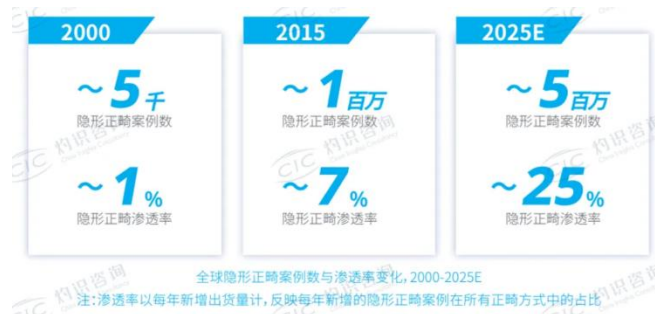 2000
2015
2025E
~5千
~1百万
~5百万
隐形正畸案例数
隐形正畸案例数
隐形正畸案例数
~1%
~7%
~25%
隐形正畸渗透率
隐形正畸渗透率
隐形正畸渗透率
全球隐形正畸案例数与渗透率变化,2000-2025E
注:渗透率以每年新增出货量计,反映每年新增的隐形正畸案例在所有正畸方式中的占比
CIC 灼识咨询